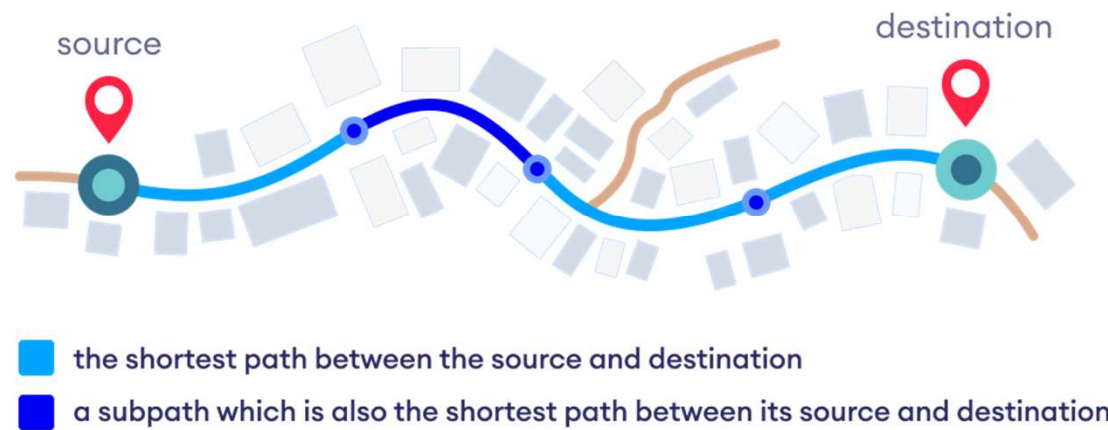 source
destination
the shortest path between the source and destination
a subpath which is also the shortest path between its source and destination